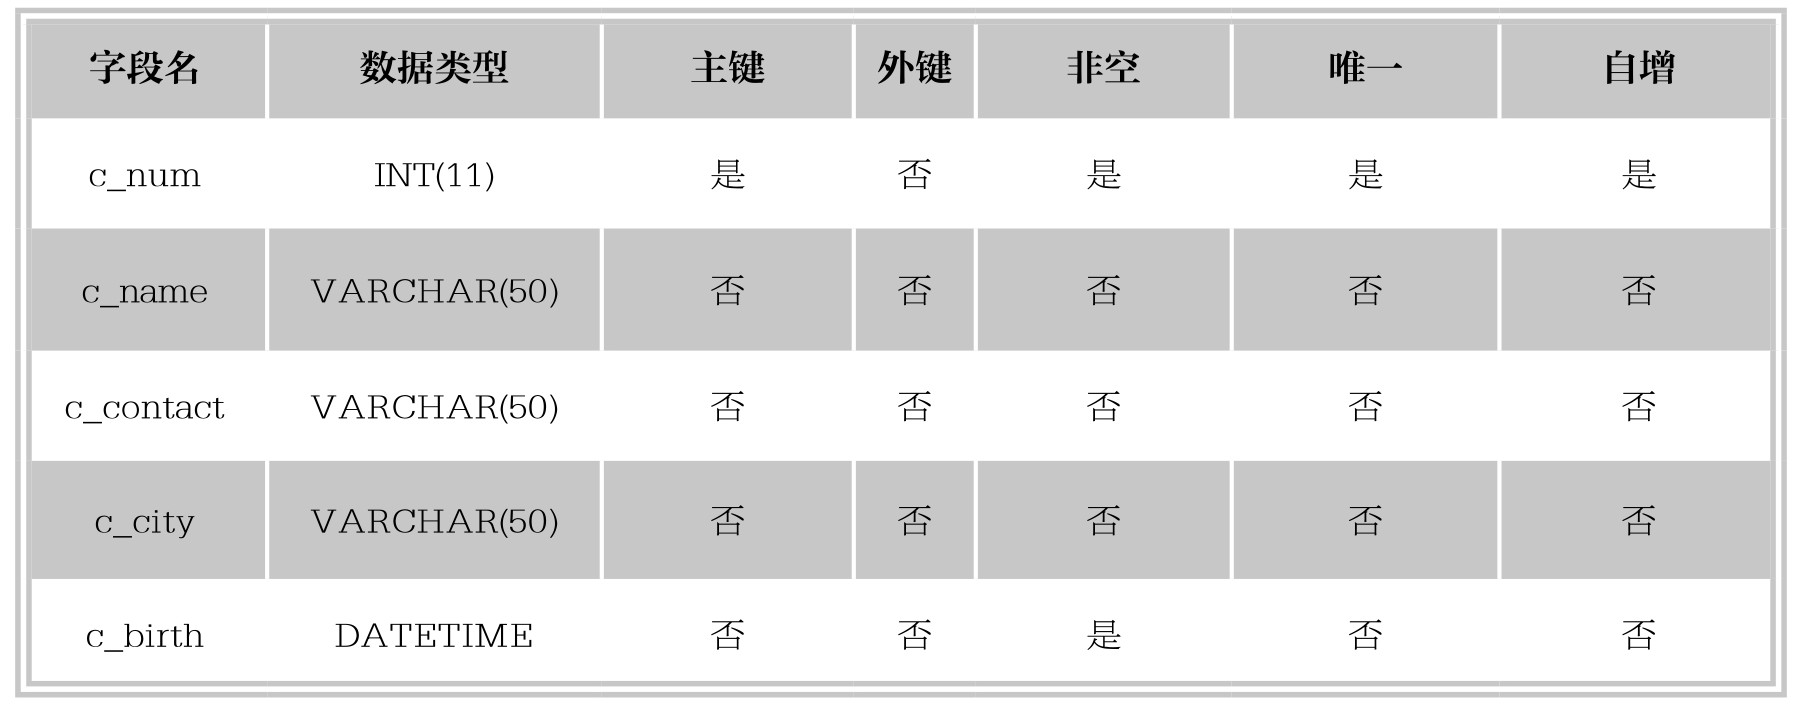 字段名 数据类型 主键 外键 非空 唯一 自增
c_num INT(11) 是 否 是 是 是
c_name VARCHAR(50) 否 否 否 否 否
c_contact VARCHAR(50) 否 否 否 否 否
c_city VARCHAR(50) 否 否 否 否 否
c_birth DATETIME 否 否 是 否 否